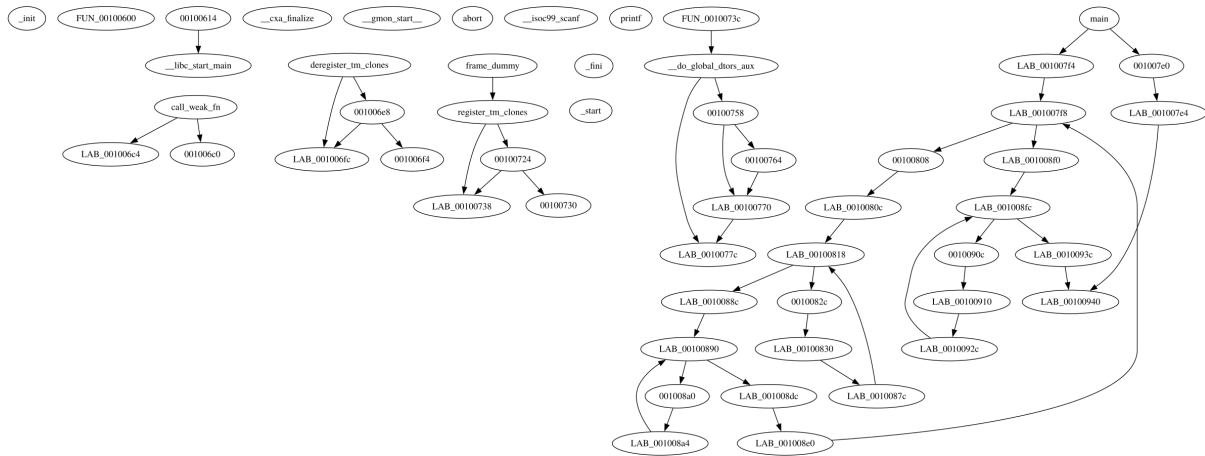 _init
FUN_00100600
00100614
__cxa_finalize
__gmon_start__
abort
__isoc99_scanf
printf
FUN_0010073c
main
__libc_start_main
deregister_tm_clones
frame_dummy
_fini
__do_global_dtors_aux
LAB_001007f4
001007e0
call_weak_fn
001006e8
register_tm_clones
_start
00100758
LAB_001007f8
LAB_001007e4
LAB_001006c4
001006c0
LAB_001006fc
001006f4
00100724
00100764
00100808
LAB_001008f0
LAB_00100738
00100730
LAB_00100770
LAB_0010080c
LAB_001008fc
LAB_0010077c
LAB_00100818
0010090c
LAB_0010093c
LAB_0010088c
0010082c
LAB_00100910
LAB_00100940
LAB_00100890
LAB_00100830
LAB_0010092c
001008a0
LAB_001008dc
LAB_0010087c
LAB_001008a4
LAB_001008e0